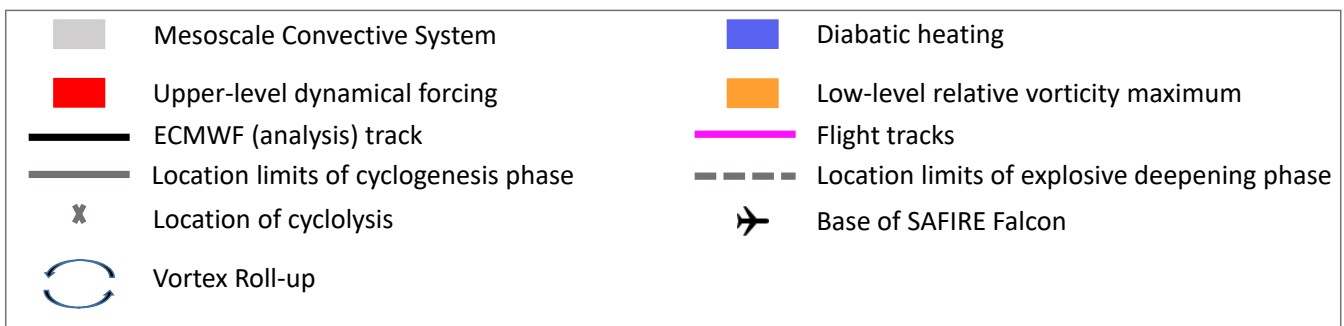 Mesoscale Convective System
Diabatic heating
Upper-level dynamical forcing
Low-level relative vorticity maximum
ECMWF (analysis) track
Flight tracks
Location limits of cyclogenesis phase
Location limits of explosive deepening phase
Location of cyclolysis
Base of SAFIRE Falcon
Vortex Roll-up